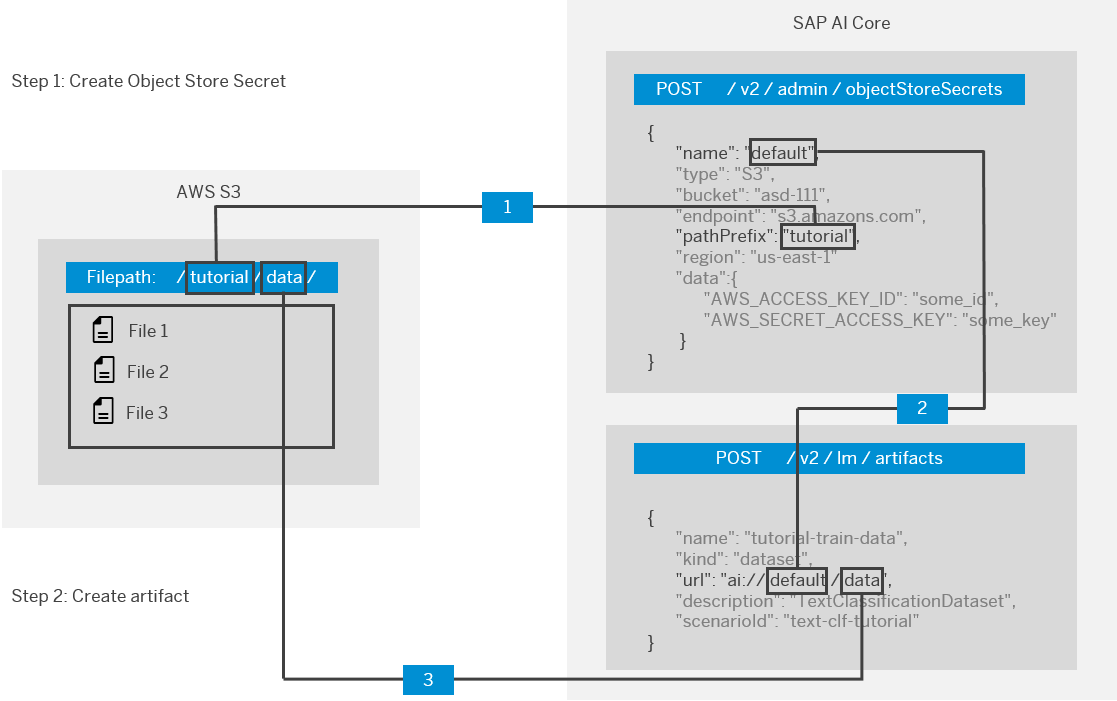 SAP AI Core
Step 1: Create Object Store Secret
POST / v2 / admin / objectStoreSecrets
{
"name": "default",
"type": "S3",
"bucket": "asd-111",
"endpoint": "s3.amazons.com",
"pathPrefix": "tutorial",
"region": "us-east-1"
"data":{
"AWS_ACCESS_KEY_ID": "some_id",
"AWS_SECRET_ACCESS_KEY": "some_key"
}
}
AWS S3
1
Filepath: / tutorial / data /
File 1
File 2
File 3
2
POST / v2 / lm / artifacts
{
"name": "tutorial-train-data",
"kind": "dataset",
"url": "ai:// default / data",
"description": "TextClassificationDataset",
"scenarioId": "text-clf-tutorial"
}
Step 2: Create artifact
3